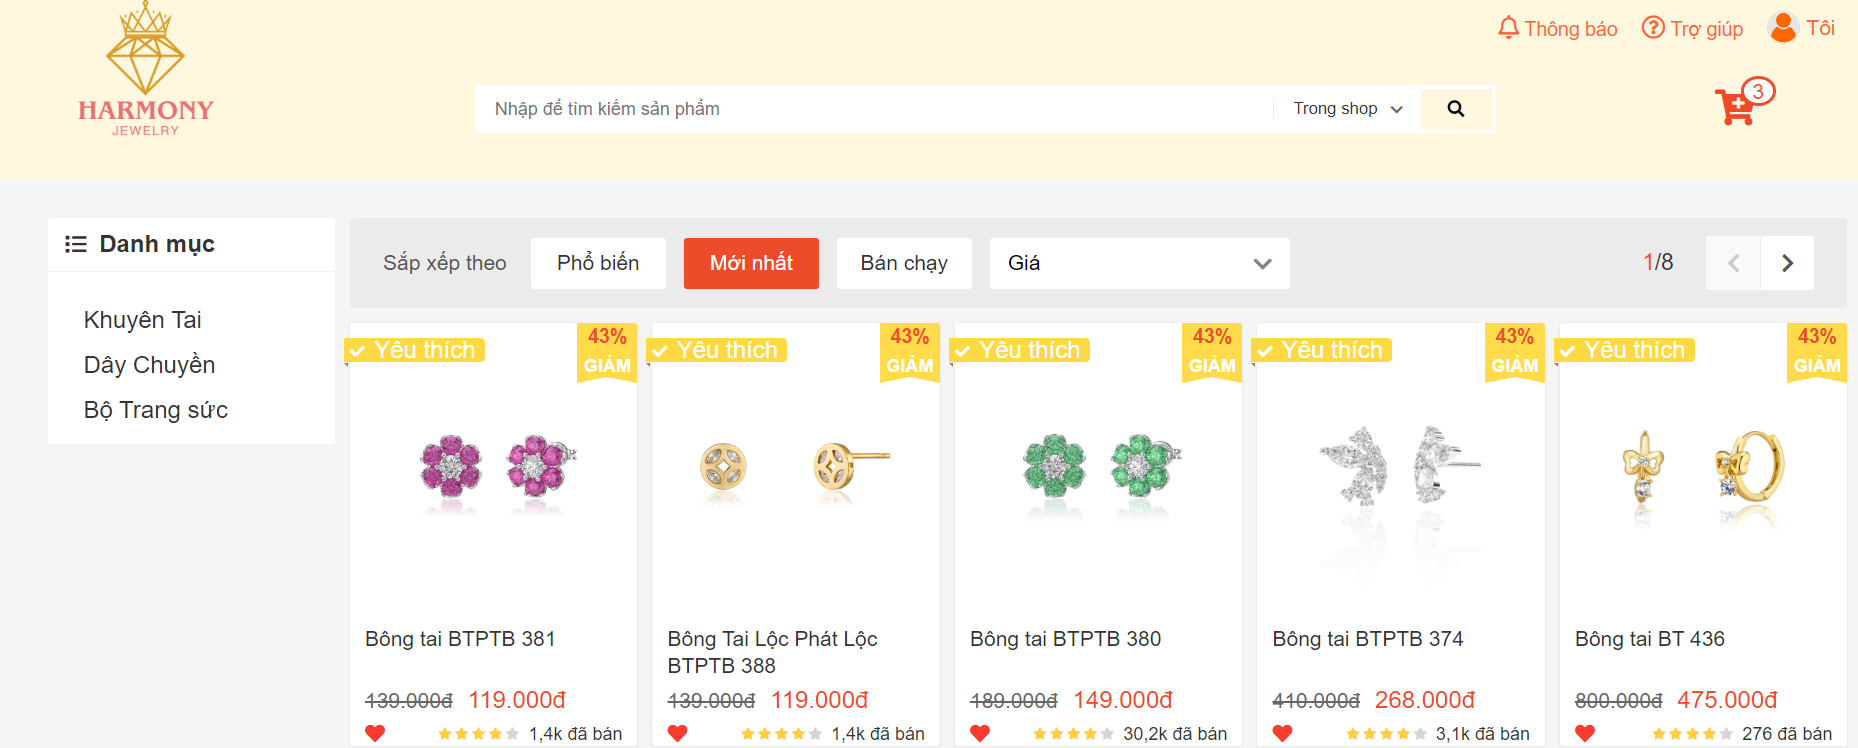 Thông báo
Trợ giúp
Tôi
HARMONY
JEWELRY
Nhập để tìm kiếm sản phẩm
Trong shop
3
Danh mục
Khuyên Tai
Dây Chuyền
Bộ Trang sức
Sắp xếp theo
Phổ biến
Mới nhất
Bán chạy
Giá
1/8
Yêu thích
43%
GIẢM
Bông tai BTPTB 381
139.000đ 119.000đ
1,4k đã bán
Yêu thích
43%
GIẢM
Bông Tai Lộc Phát Lộc
BTPTB 388
139.000đ 119.000đ
1,4k đã bán
Yêu thích
43%
GIẢM
Bông tai BTPTB 380
189.000đ 149.000đ
30,2k đã bán
Yêu thích
43%
GIẢM
Bông tai BTPTB 374
410.000đ 268.000đ
3,1k đã bán
Yêu thích
43%
GIẢM
Bông tai BT 436
800.000đ 475.000đ
276 đã bán